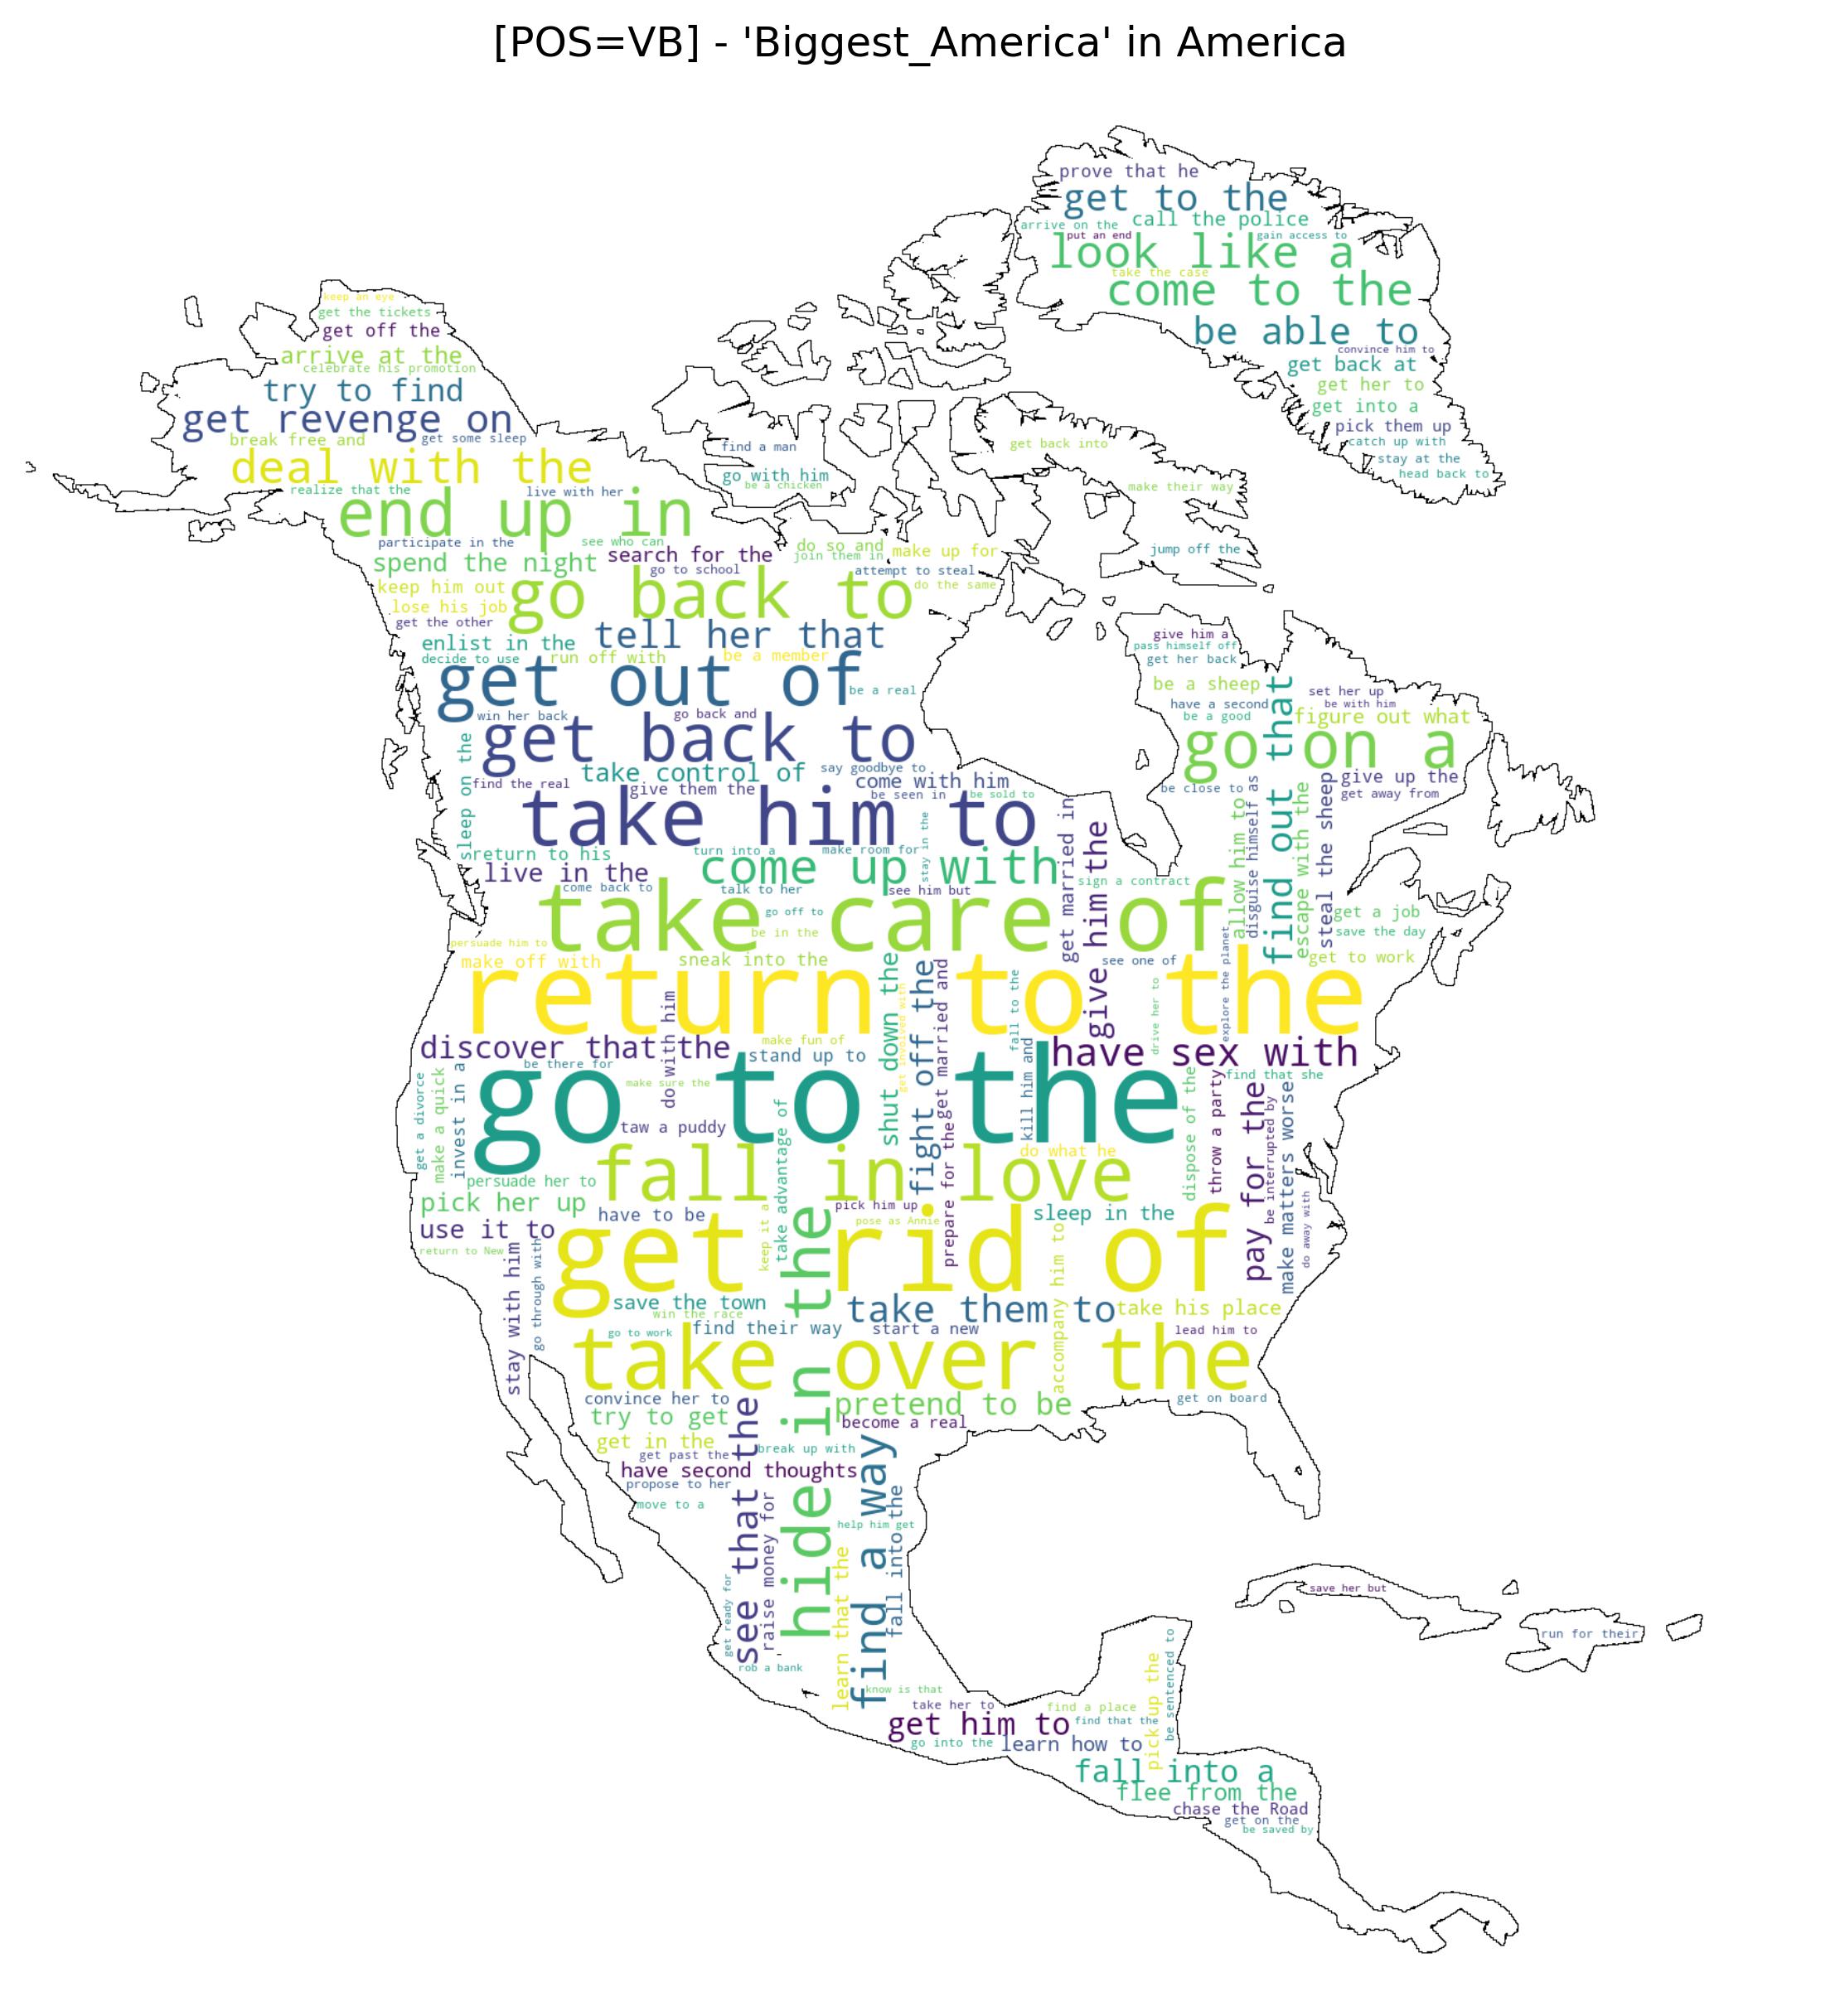 [POS=VB] - 'Biggest_America' in America
prove that he
get to the
arrive on the
call the police
put an end
gain access to
look like a
take the case
come to the
be able to
convince him to
get back at
get her to
get into a
pick them up
catch up with
stay at the
head back to
keep an eye
get the tickets
get off the
arrive at the
celebrate his promotion
try to find
get revenge on
break free and
get some sleep
deal with the
realize that the
live with her
end up in
find a man
go with him
be a chicken
get back into
make their way
jump off the
participate in the
see who can
spend the night
search for the
go to school
do so and
join them in
make up for
attempt to steal
do the same
keep him out
lose his job
go back to
get the other
enlist in the
tell her that
decide to use
run off with
be a member
get out of
be a real
win her back
go back and
get back to
sleep on the
take control of
say goodbye to
come with him
find the real
give them the
be seen in
be sold to
take him to
give him a
pass himself off
get her back
be a sheep
have a second
be a good
find out that
set her up
be with him
figure out what
go on a
be close to
give up the
get away from
allow him to
disguise himself as
escape with the
steal the sheep
get a job
save the day
get to work
return to his
turn into a
make room for
stay in the
live in the
come up with
get married in
give him the
sign a contract
come back to
talk to her
see him but
take care of
go off to
be in the
persuade him to
make off with
sneak into the
see one of
explore the planet
return to the
shut down the
get involved with
fight off the
get married and
fall to the
drive her to
discover that the
do with him
make fun of
stand up to
have sex with
be there for
make sure the
kill him and
find that she
go to the
get a divorce
make a quick
invest in a
taw a puddy
take advantage of
prepare for the
do what he
dispose of the
throw a party
pay for the
be interrupted by
make matters worse
do away with
fall in love
persuade her to
pick her up
have to be
pick him up
pose as Annie
sleep in the
use it to
return to New
keep it a
get rid of
stay with him
go through with
save the town
win the race
hide in the
take them to
accompany him to
take his place
go to work
find their way
start a new
lead him to
take over the
convince her to
pretend to be
get on board
try to get
become a real
get in the
get past the
see that the
break up with
have second thoughts
propose to her
find a way
move to a
raise money for
help him get
fall into the
get ready for
learn that the
rob a bank
know is that
save her but
run for their
take her to
find a place
pick up the
be sentenced to
get him to
find that the
go into the
learn how to
fall into a
flee from the
chase the Road
get on the
be saved by